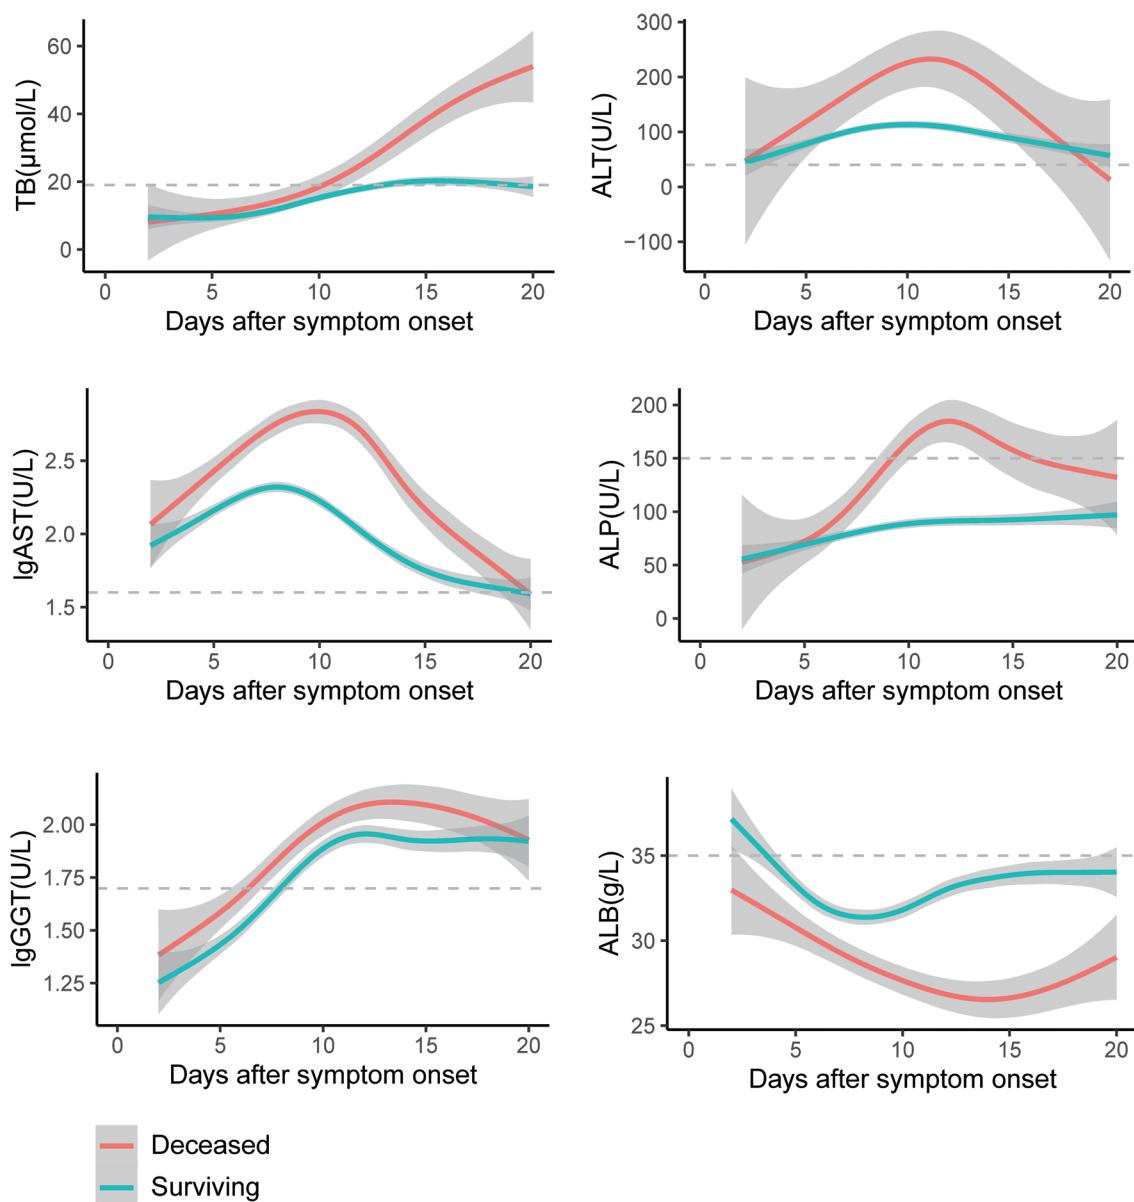 TB(μmol/L)
60
40
20
0
0 5 10 15 20
Days after symptom onset
ALT(U/L)
300
200
100
0
−100
0 5 10 15 20
Days after symptom onset
lgAST(U/L)
2.5
2.0
1.5
0 5 10 15 20
Days after symptom onset
ALP(U/L)
200
150
100
50
0
0 5 10 15 20
Days after symptom onset
lgGGT(U/L)
2.00
1.75
1.50
1.25
0 5 10 15 20
Days after symptom onset
ALB(g/L)
35
30
25
0 5 10 15 20
Days after symptom onset
Deceased
Surviving